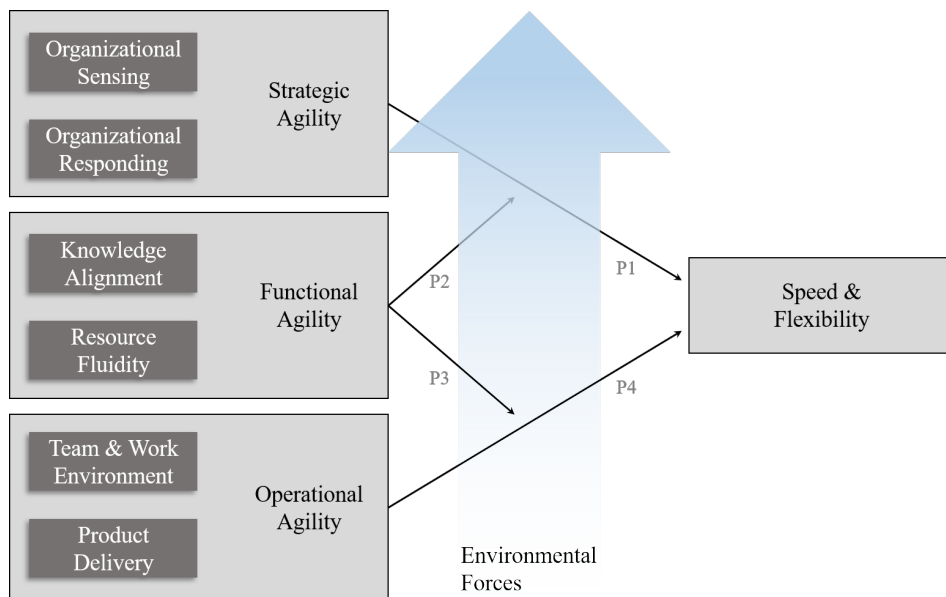 Organizational
Sensing
Strategic
Agility
Organizational
Responding
Knowledge
Alignment
Functional
Agility
Resource
Fluidity
P2
P3
P1
P4
Speed &
Flexibility
Team & Work
Environment
Operational
Agility
Product
Delivery
Environmental
Forces